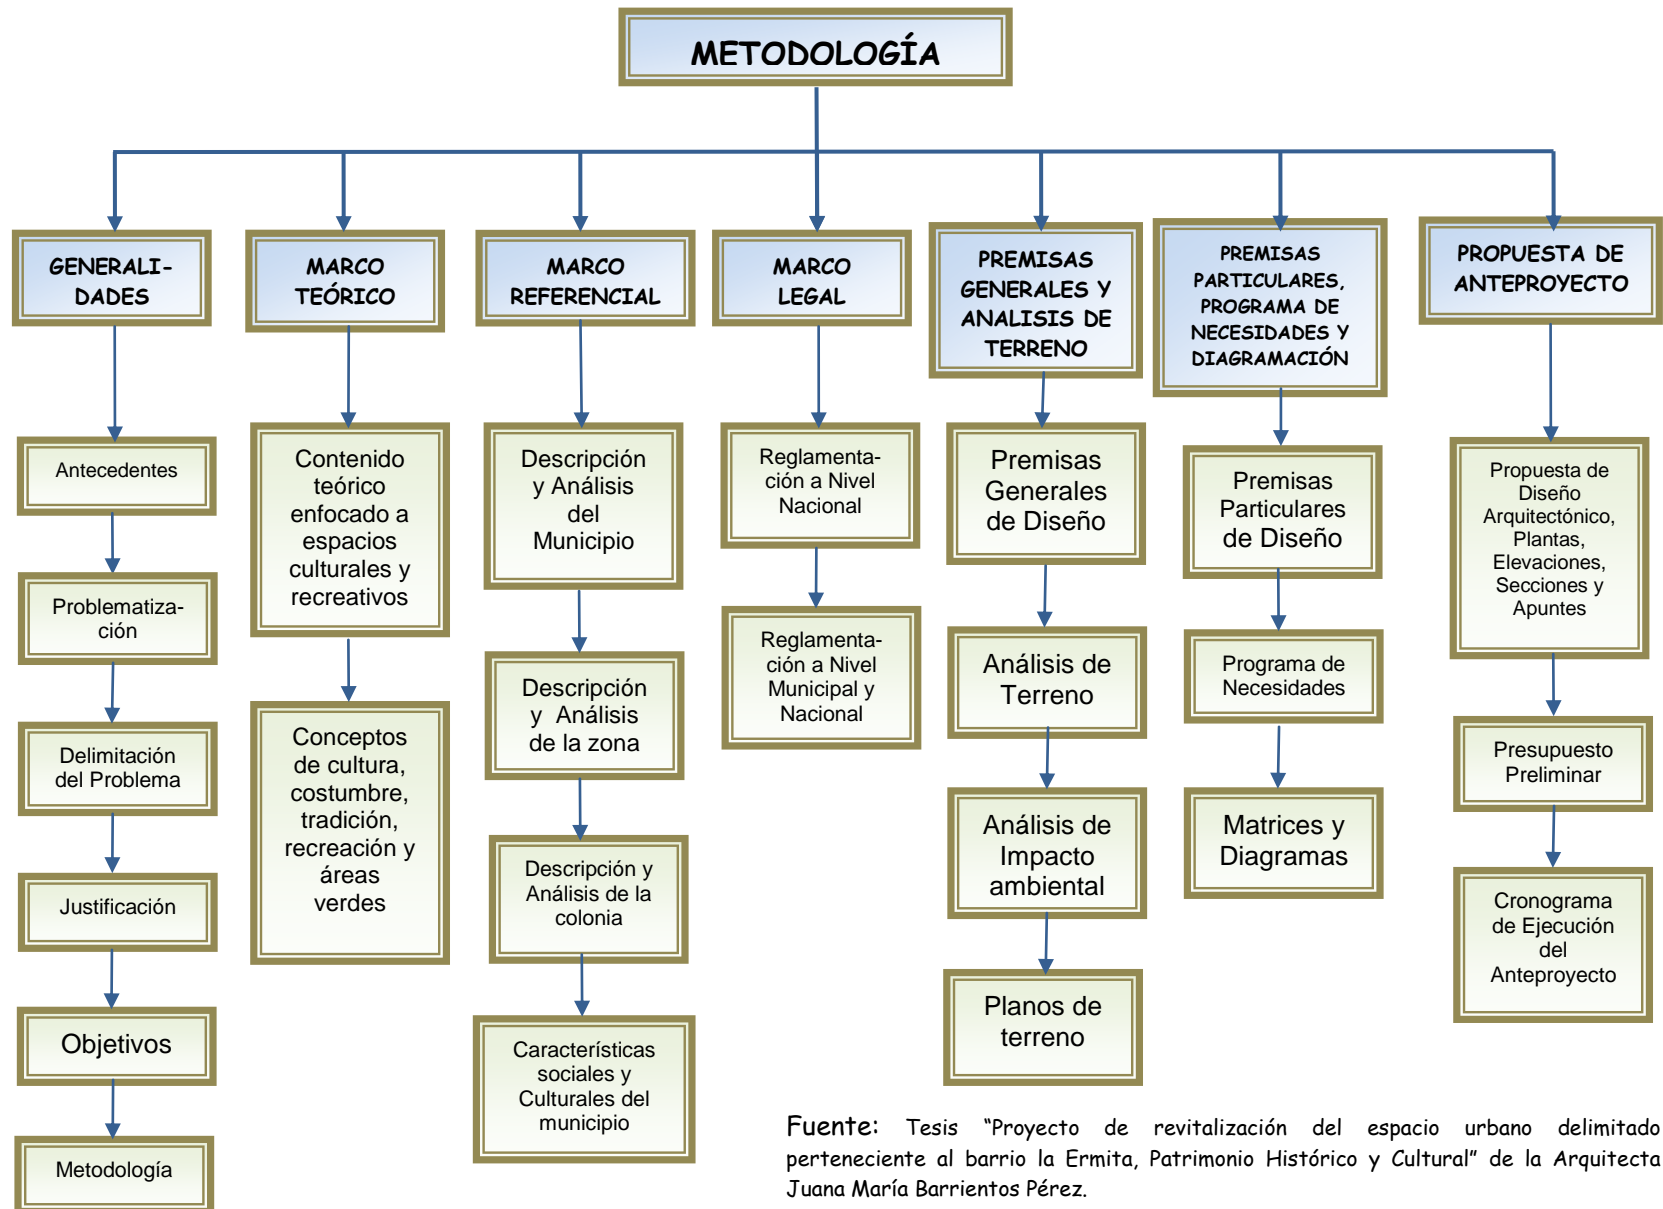 METODOLOGÍA
GENERALI-
DADES
Antecedentes
Problematiza-
ción
Delimitación
del Problema
Justificación
Objetivos
Metodología
MARCO
TEÓRICO
Contenido
teórico
enfocado a
espacios
culturales y
recreativos
Conceptos
de cultura,
costumbre,
tradición,
recreación y
áreas
verdes
MARCO
REFERENCIAL
Descripción
y Análisis
del
Municipio
Descripción
y Análisis
de la zona
Descripción y
Análisis de la
colonia
Características
sociales y
Culturales del
municipio
MARCO
LEGAL
Reglamenta-
ción a Nivel
Nacional
Reglamenta-
ción a Nivel
Municipal y
Nacional
PREMISAS
GENERALES Y
ANALISIS DE
TERRENO
Premisas
Generales
de Diseño
Análisis de
Terreno
Análisis de
Impacto
ambiental
Planos de
terreno
PREMISAS
PARTICULARES,
PROGRAMA DE
NECESIDADES Y
DIAGRAMACIÓN
Premisas
Particulares
de Diseño
Programa de
Necesidades
Matrices y
Diagramas
PROPUESTA DE
ANTEPROYECTO
Propuesta de
Diseño
Arquitectónico,
Plantas,
Elevaciones,
Secciones y
Apuntes
Presupuesto
Preliminar
Cronograma
de Ejecución
del
Anteproyecto
Fuente: Tesis “Proyecto de revitalización del espacio urbano delimitado
perteneciente al barrio la Ermita, Patrimonio Histórico y Cultural” de la Arquitecta
Juana María Barrientos Pérez.